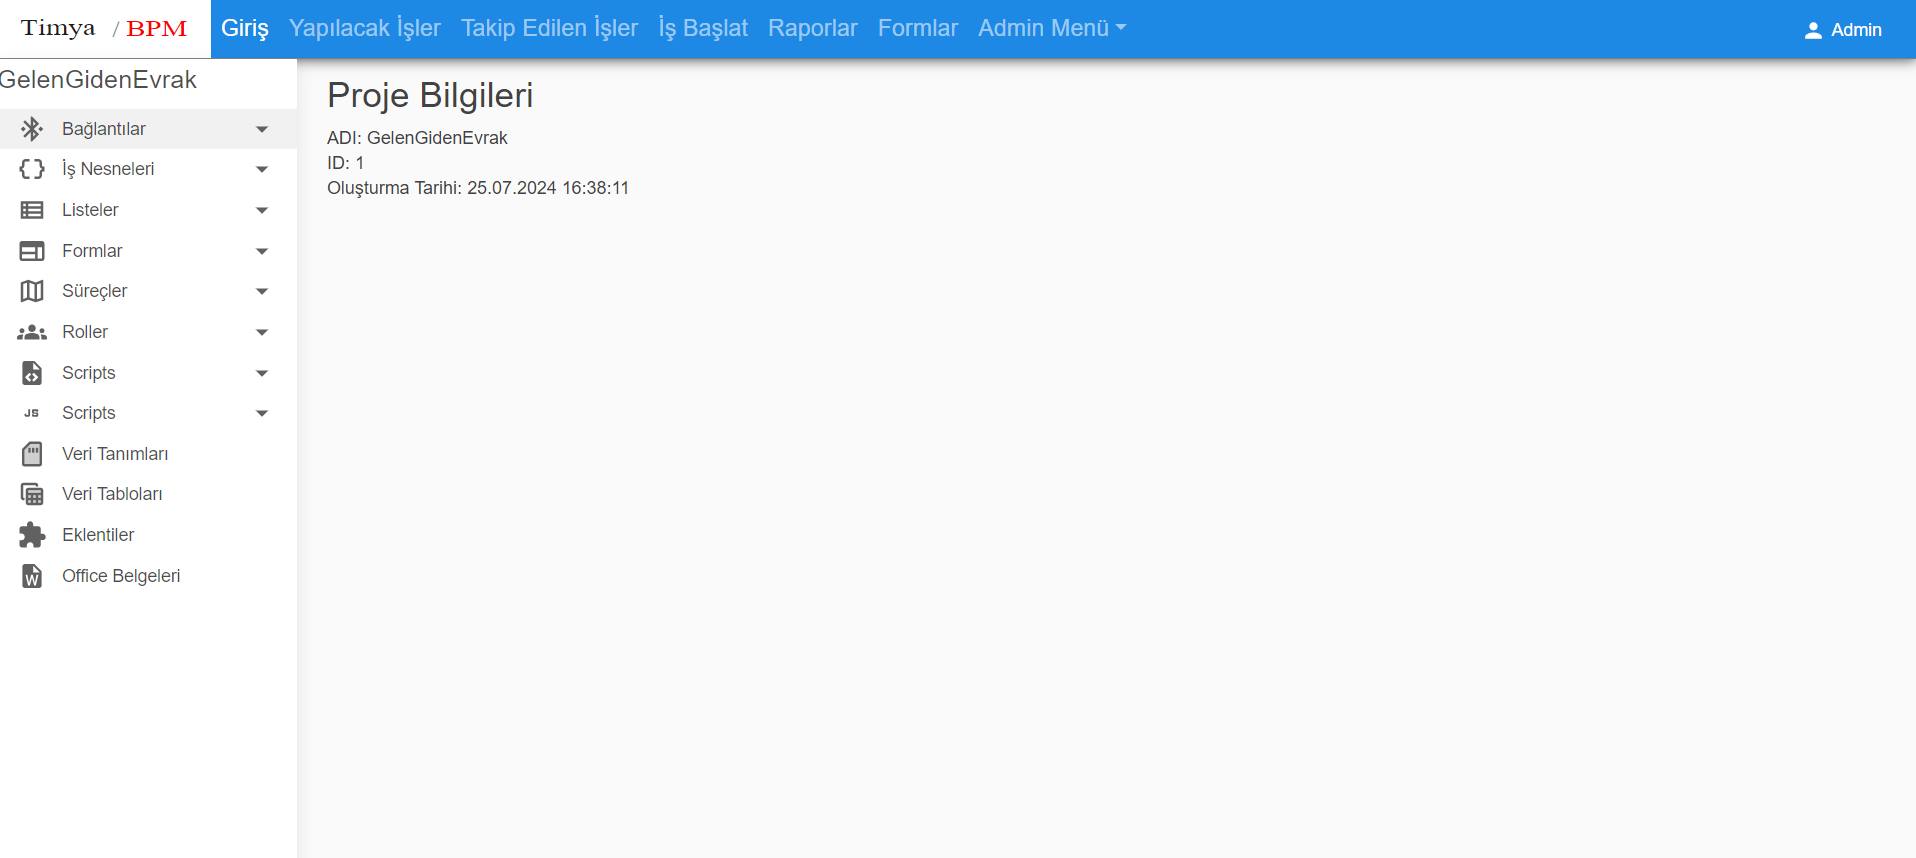 Timya / BPM Giriş Yapılacak İşler Takip Edilen İşler İş Başlat Raporlar Formlar Admin Menü Admin
GelenGidenEvrak
Bağlantılar
İş Nesneleri
Listeler
Formlar
Süreçler
Roller
Scripts
JS Scripts
Veri Tanımları
Veri Tabloları
Eklentiler
W Office Belgeleri
Proje Bilgileri
ADI: GelenGidenEvrak
ID: 1
Oluşturma Tarihi: 25.07.2024 16:38:11